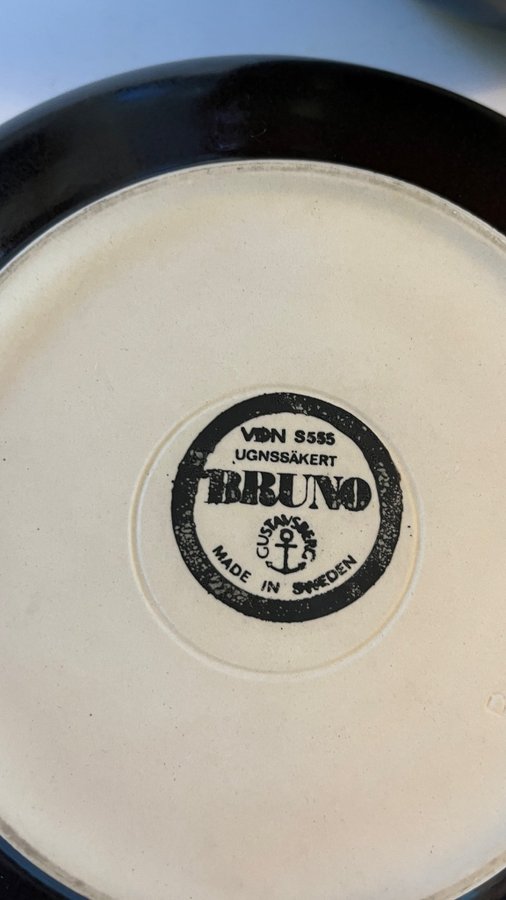 VDN S555
UGNSSÄKERT
BRUNO
GUSTAVSBERG
MADE IN SWEDEN